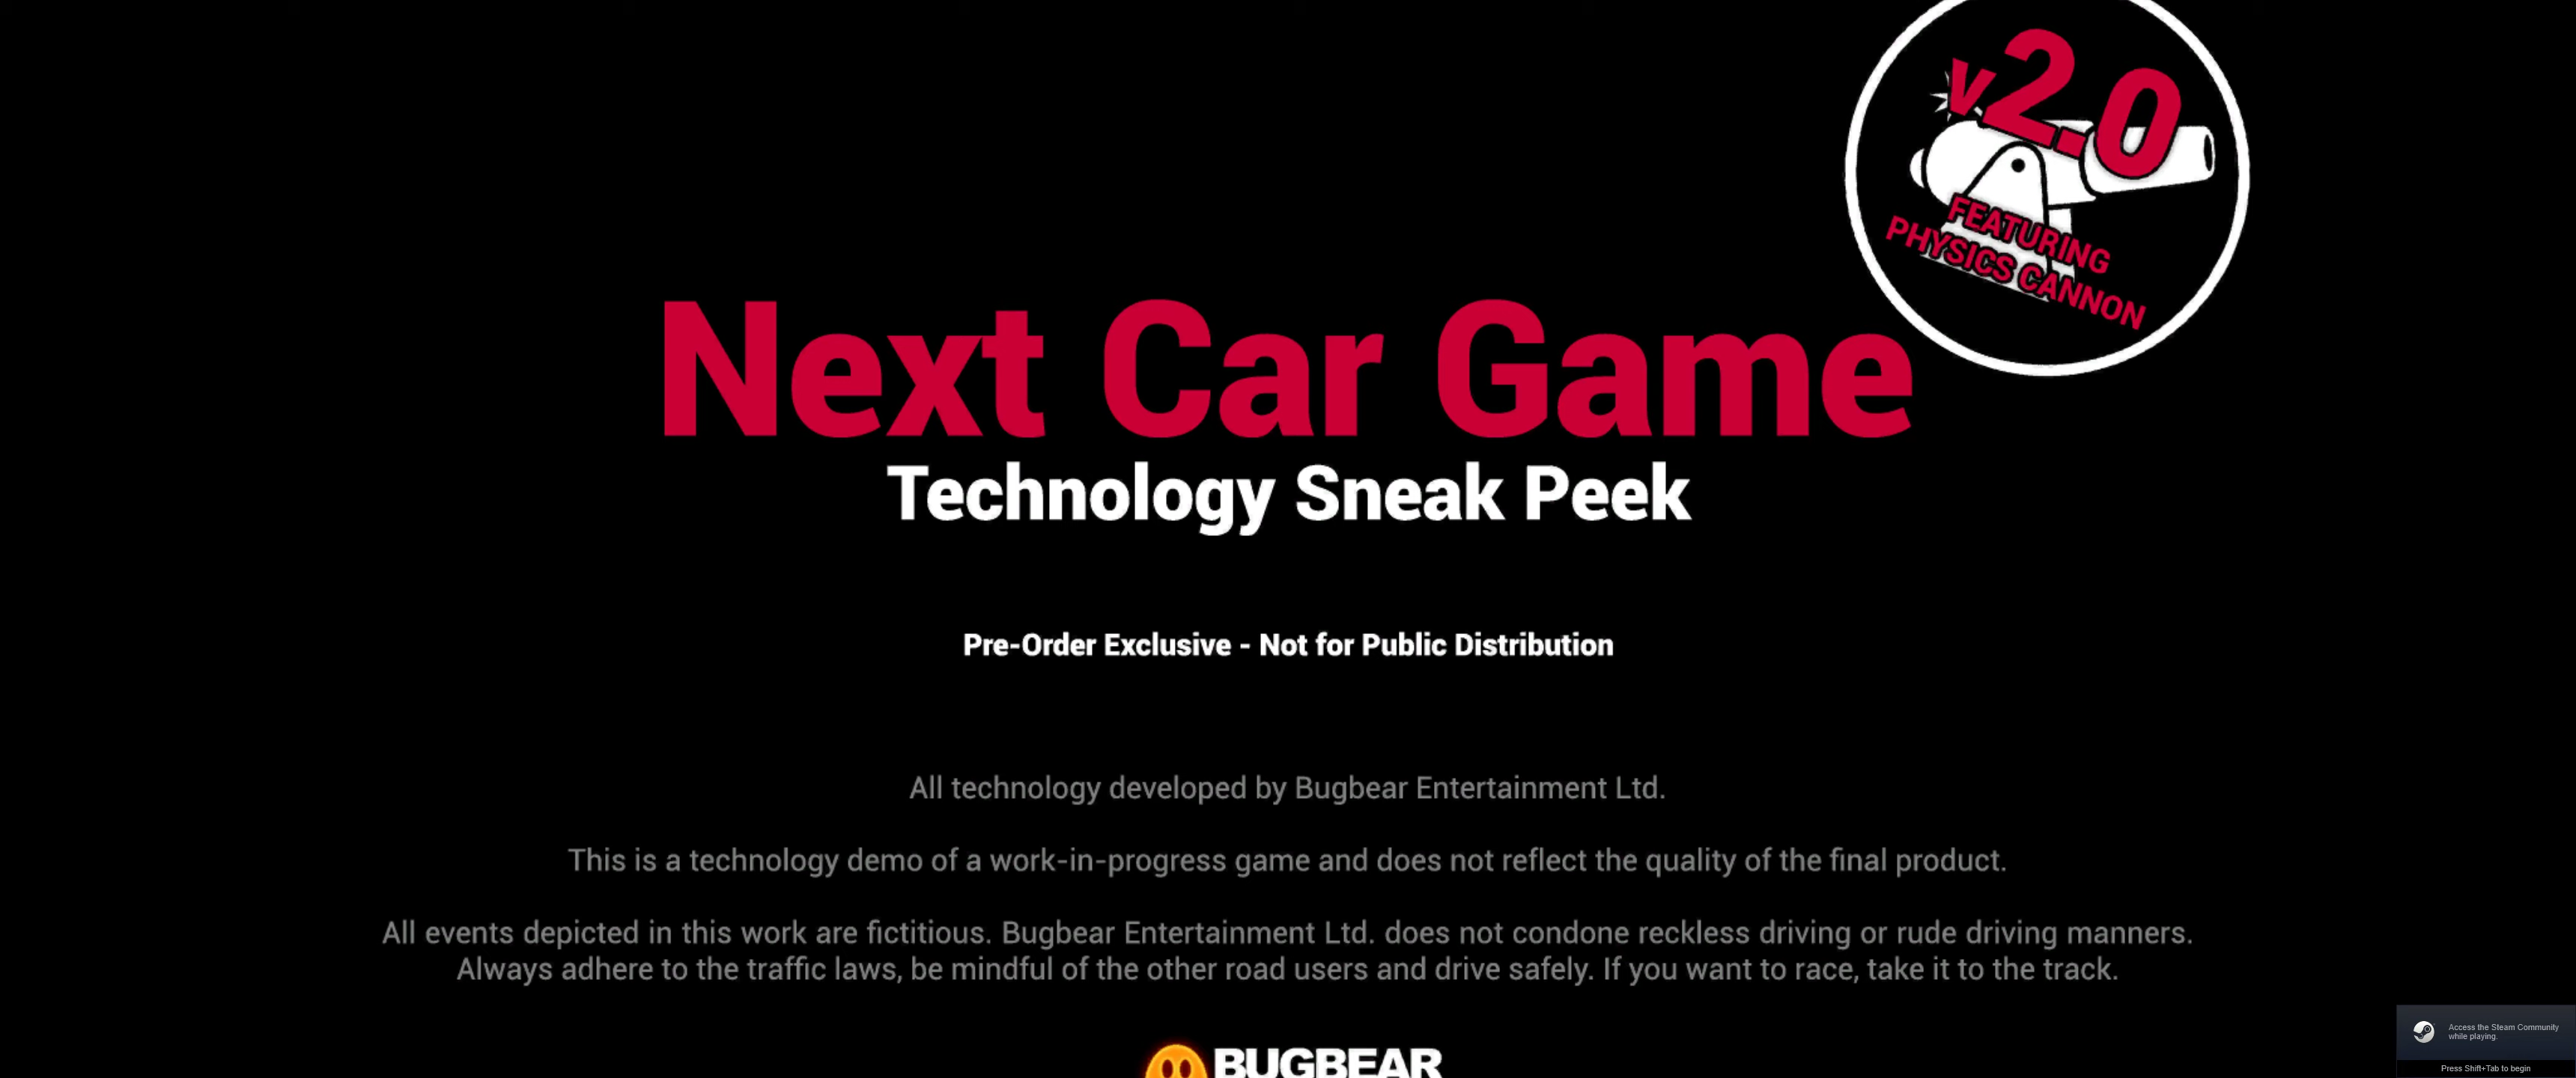 v2.0
FEATURING
PHYSICS CANNON
Next Car Game
Technology Sneak Peek
Pre-Order Exclusive - Not for Public Distribution
All technology developed by Bugbear Entertainment Ltd.
This is a technology demo of a work-in-progress game and does not reflect the quality of the final product.
All events depicted in this work are fictitious. Bugbear Entertainment Ltd. does not condone reckless driving or rude driving manners.
Always adhere to the traffic laws, be mindful of the other road users and drive safely. If you want to race, take it to the track.
BUGBEAR
Access the Steam Community
while playing.
Press Shift+Tab to begin